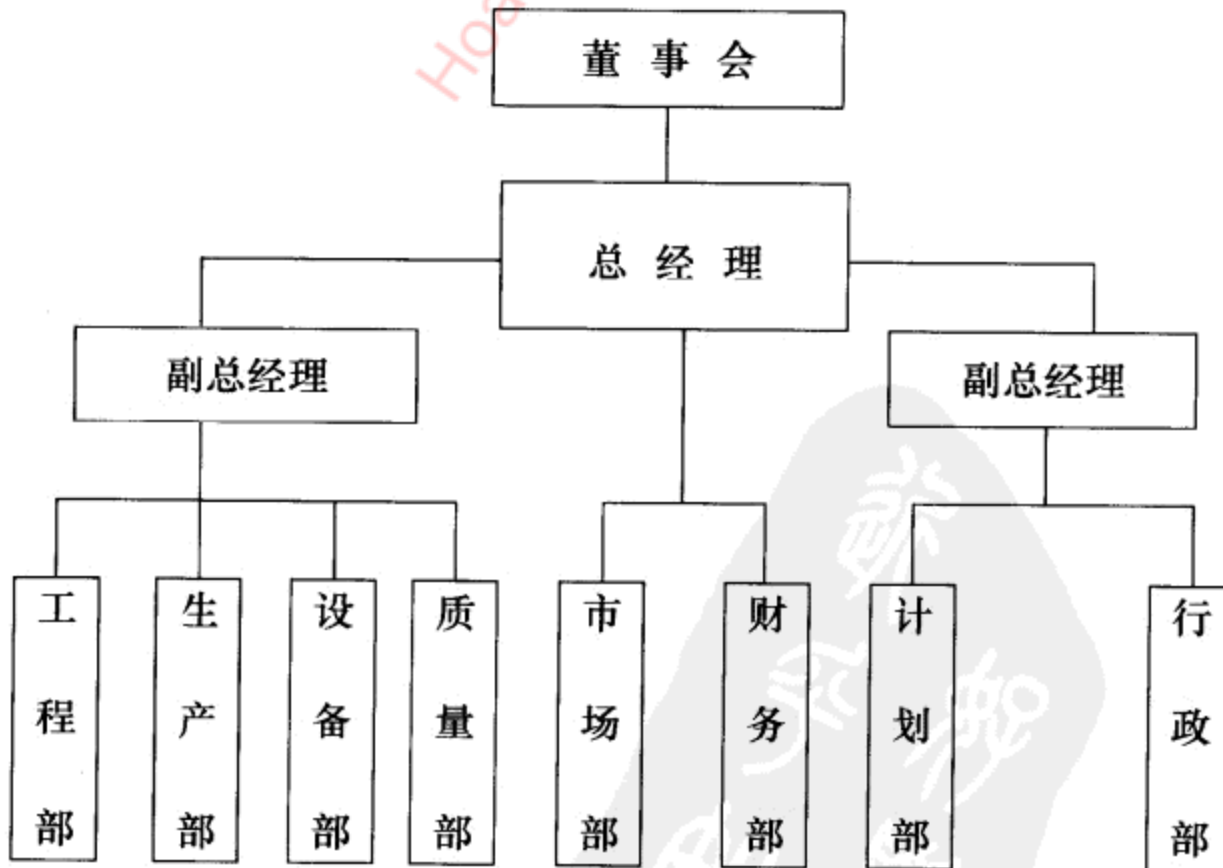 董事会
总经理
副总经理
副总经理
工程部
生产部
设备部
质量部
市场部
财务部
计划部
行政部